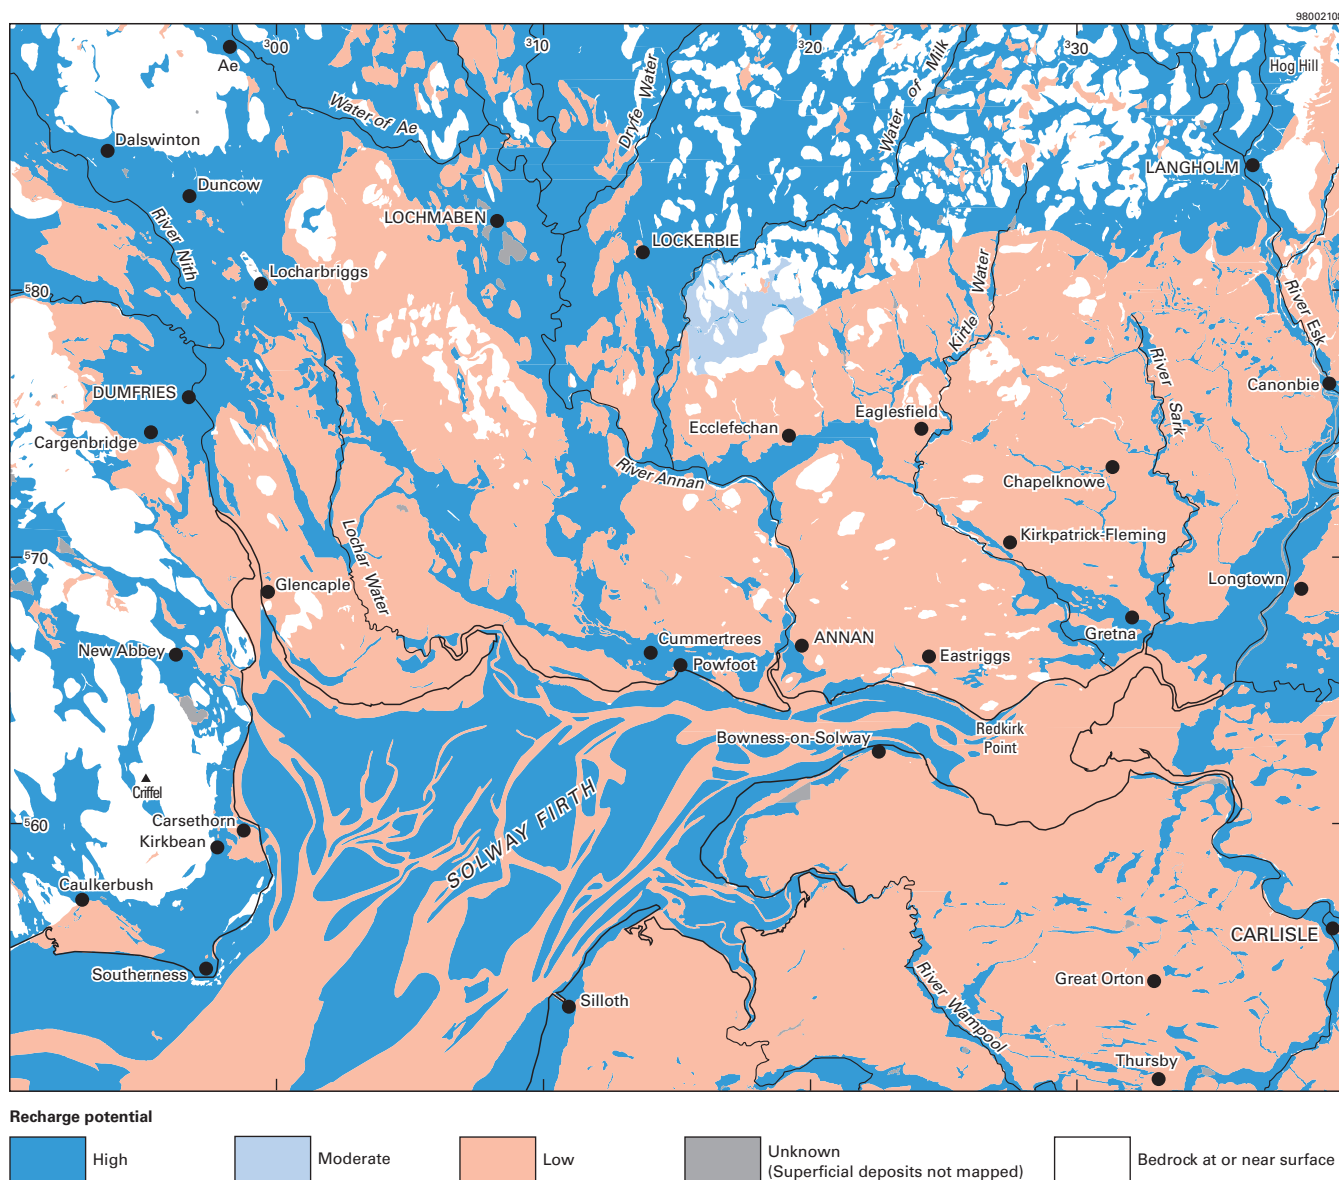 98002108
³00
³10
³20
³30
Ae
Hog Hill
Water of Ae
Dryfe Water
Water of Milk
Dalswinton
LANGHOLM
Duncow
LOCHMABEN
River Nith
LOCKERBIE
Locharbriggs
Kirtle Water
River Esk
⁵80
River Sark
DUMFRIES
Canonbie
Cargenbridge
Ecclefechan
Eaglesfield
River Annan
Chapelknowe
Lochar Water
Kirkpatrick-Fleming
⁵70
Glencaple
Longtown
New Abbey
Cummertrees
ANNAN
Gretna
Powfoot
Eastriggs
Bowness-on-Solway
Redkirk
Point
Criffel
SOLWAY FIRTH
⁵60
Carsethorn
Kirkbean
Caulkerbush
CARLISLE
Southerness
Silloth
River Wampool
Great Orton
Thursby
Recharge potential
High
Moderate
Low
Unknown
(Superficial deposits not mapped)
Bedrock at or near surface